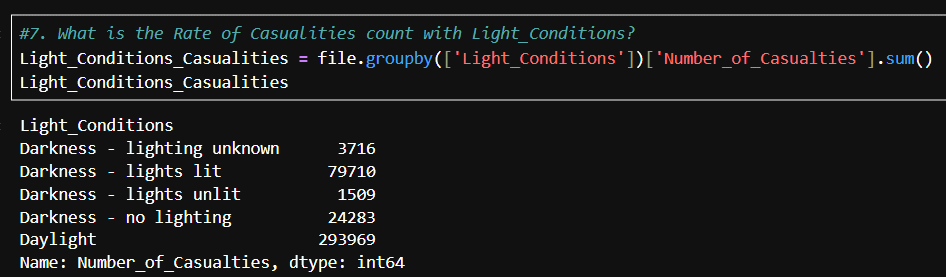 #7. What is the Rate of Casualities count with Light_Conditions?
Light_Conditions_Casualities = file.groupby(['Light_Conditions'])['Number_of_Casualties'].sum()
Light_Conditions_Casualities
Light_Conditions
Darkness - lighting unknown 3716
Darkness - lights lit 79710
Darkness - lights unlit 1509
Darkness - no lighting 24283
Daylight 293969
Name: Number_of_Casualties, dtype: int64